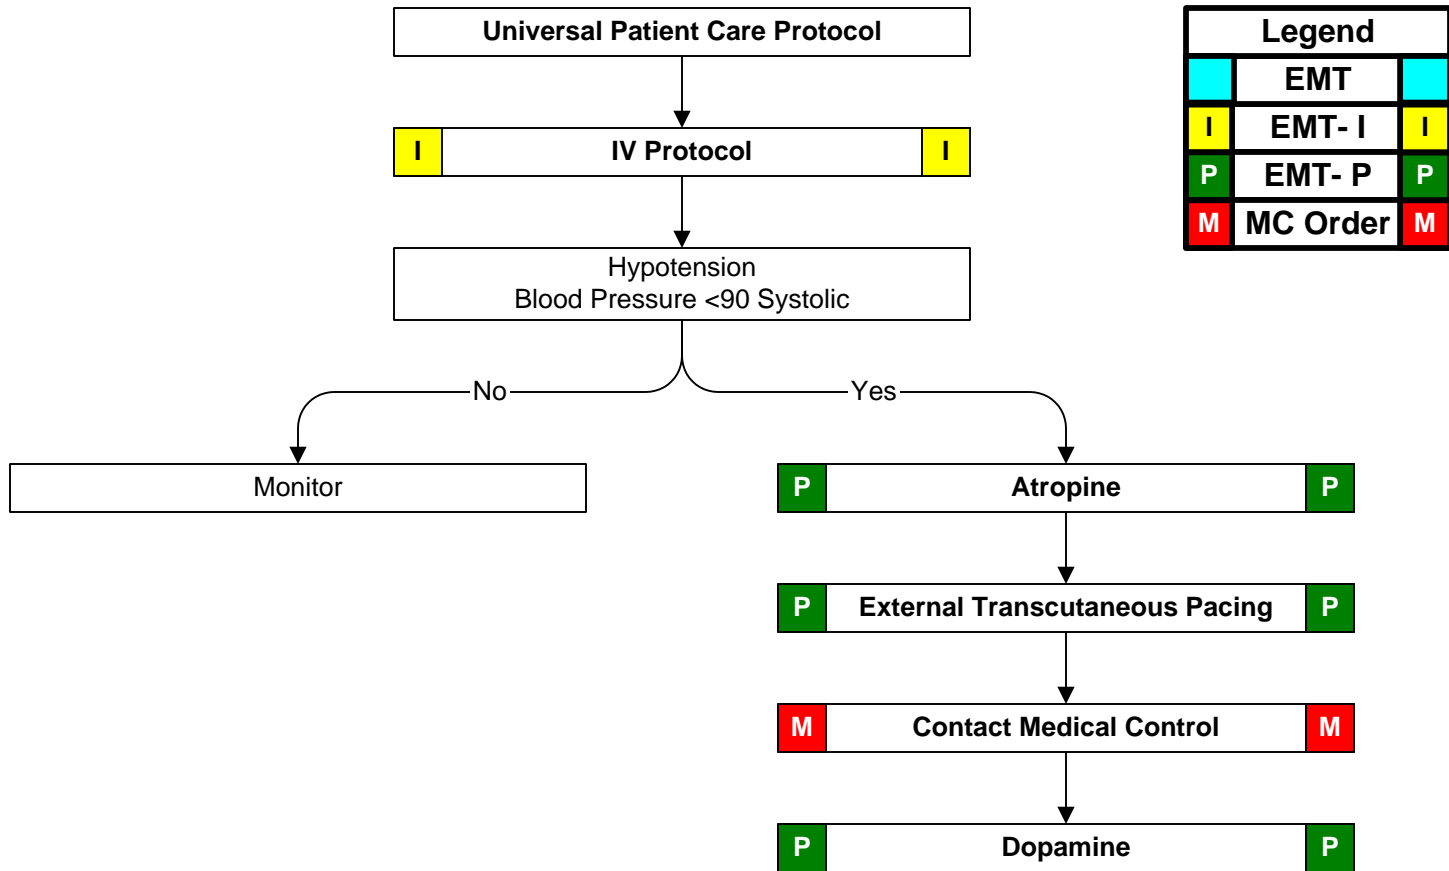 Universal Patient Care Protocol
Legend
EMT
I EMT- I I
P EMT- P P
M MC Order M
I IV Protocol I
Hypotension
Blood Pressure <90 Systolic
No
Yes
Monitor
P Atropine P
P External Transcutaneous Pacing P
M Contact Medical Control M
P Dopamine P